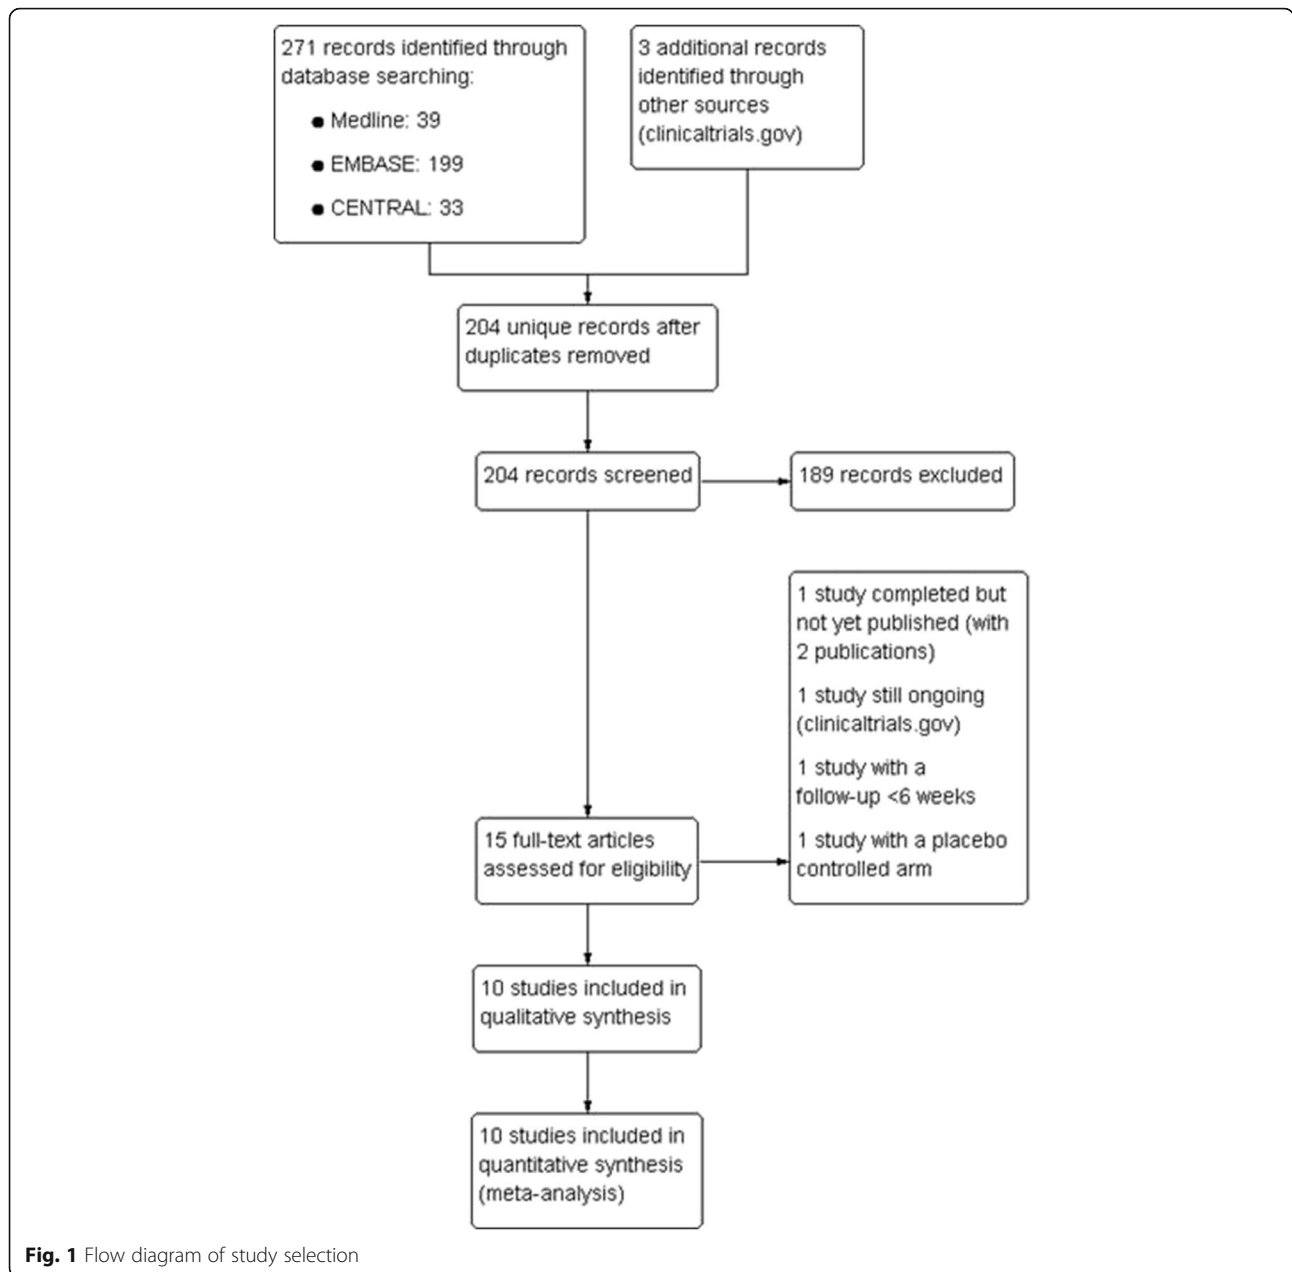 271 records identified through
database searching:
● Medline: 39
● EMBASE: 199
● CENTRAL: 33
3 additional records
identified through
other sources
(clinicaltrials.gov)
204 unique records after
duplicates removed
204 records screened
189 records excluded
1 study completed but
not yet published (with
2 publications)
1 study still ongoing
(clinicaltrials.gov)
1 study with a
follow-up <6 weeks
1 study with a placebo
controlled arm
15 full-text articles
assessed for eligibility
10 studies included in
qualitative synthesis
10 studies included in
quantitative synthesis
(meta-analysis)
Fig. 1 Flow diagram of study selection